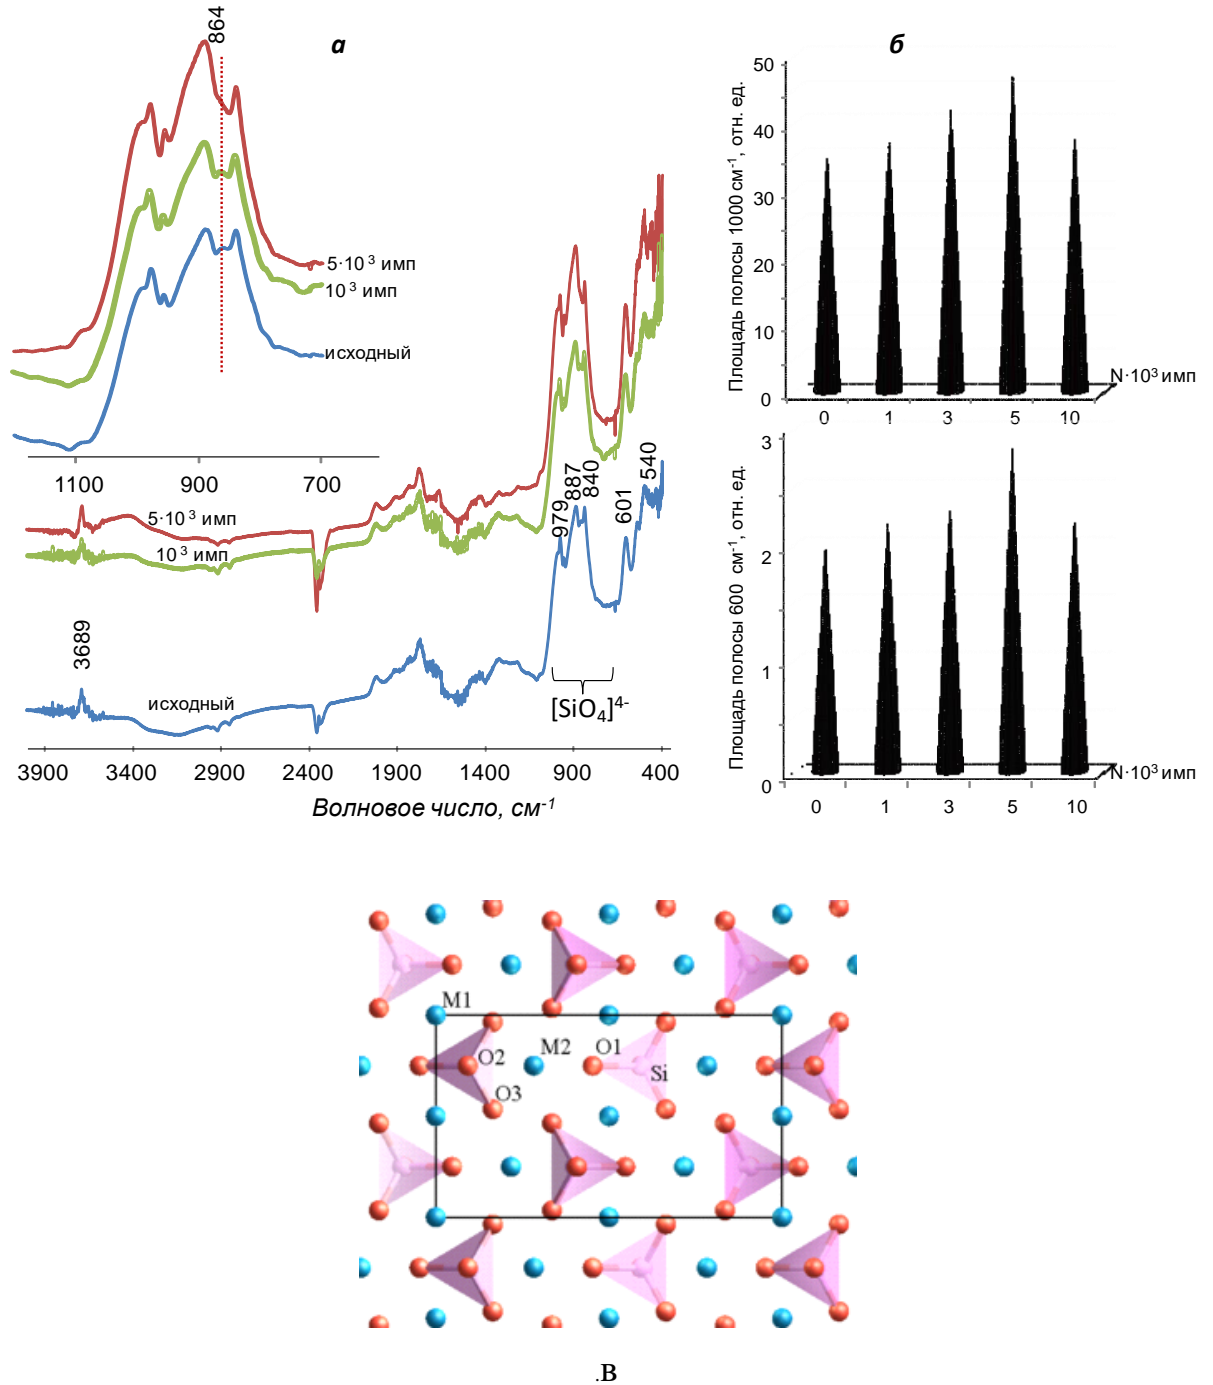 а
864
5·10³ имп
10³ имп
исходный
1100 900 700
5·10³ имп
10³ имп
3689
исходный
979
887
840
601
540
[SiO₄]⁴⁻
3900 3400 2900 2400 1900 1400 900 400
Волновое число, см⁻¹
б
Площадь полосы 1000 см⁻¹, отн. ед.
50
40
30
20
10
0
N·10³ имп
0 1 3 5 10
Площадь полосы 600 см⁻¹, отн. ед.
3
2
1
0
N·10³ имп
0 1 3 5 10
M1
O2 M2 O1
Si
O3
.в